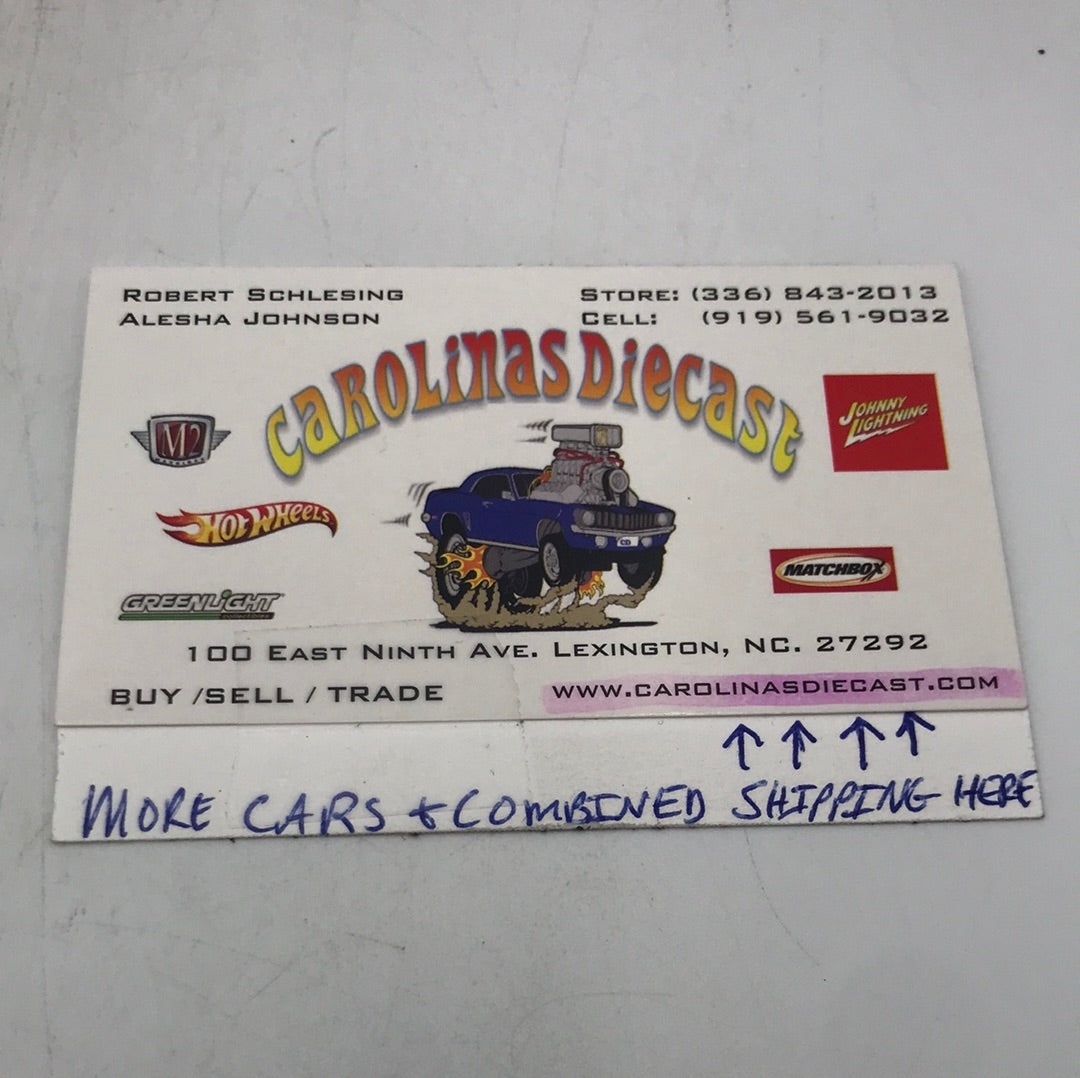 ROBERT SCHLESING
ALESHA JOHNSON
STORE: (336) 843-2013
CELL: (919) 561-9032
CAROLiNAS DiECAST
M2
JOHNNY
LIGHTNING
HOT WHEELS
MATCHBOX
GREENLIGHT
CD
100 EAST NINTH AVE. LEXINGTON, NC. 27292
BUY /SELL / TRADE
WWW.CAROLINASDIECAST.COM
MORE CARS + COMBINED SHIPPING HERE